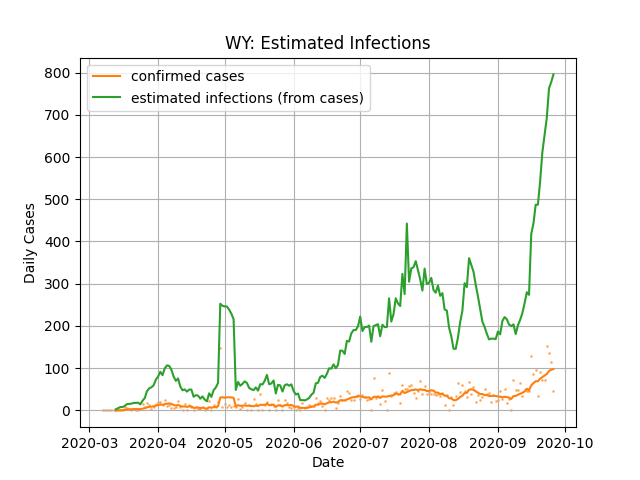 WY: Estimated Infections
confirmed cases
estimated infections (from cases)
800
700
600
500
400
300
200
100
0
Daily Cases
2020-03 2020-04 2020-05 2020-06 2020-07 2020-08 2020-09 2020-10
Date